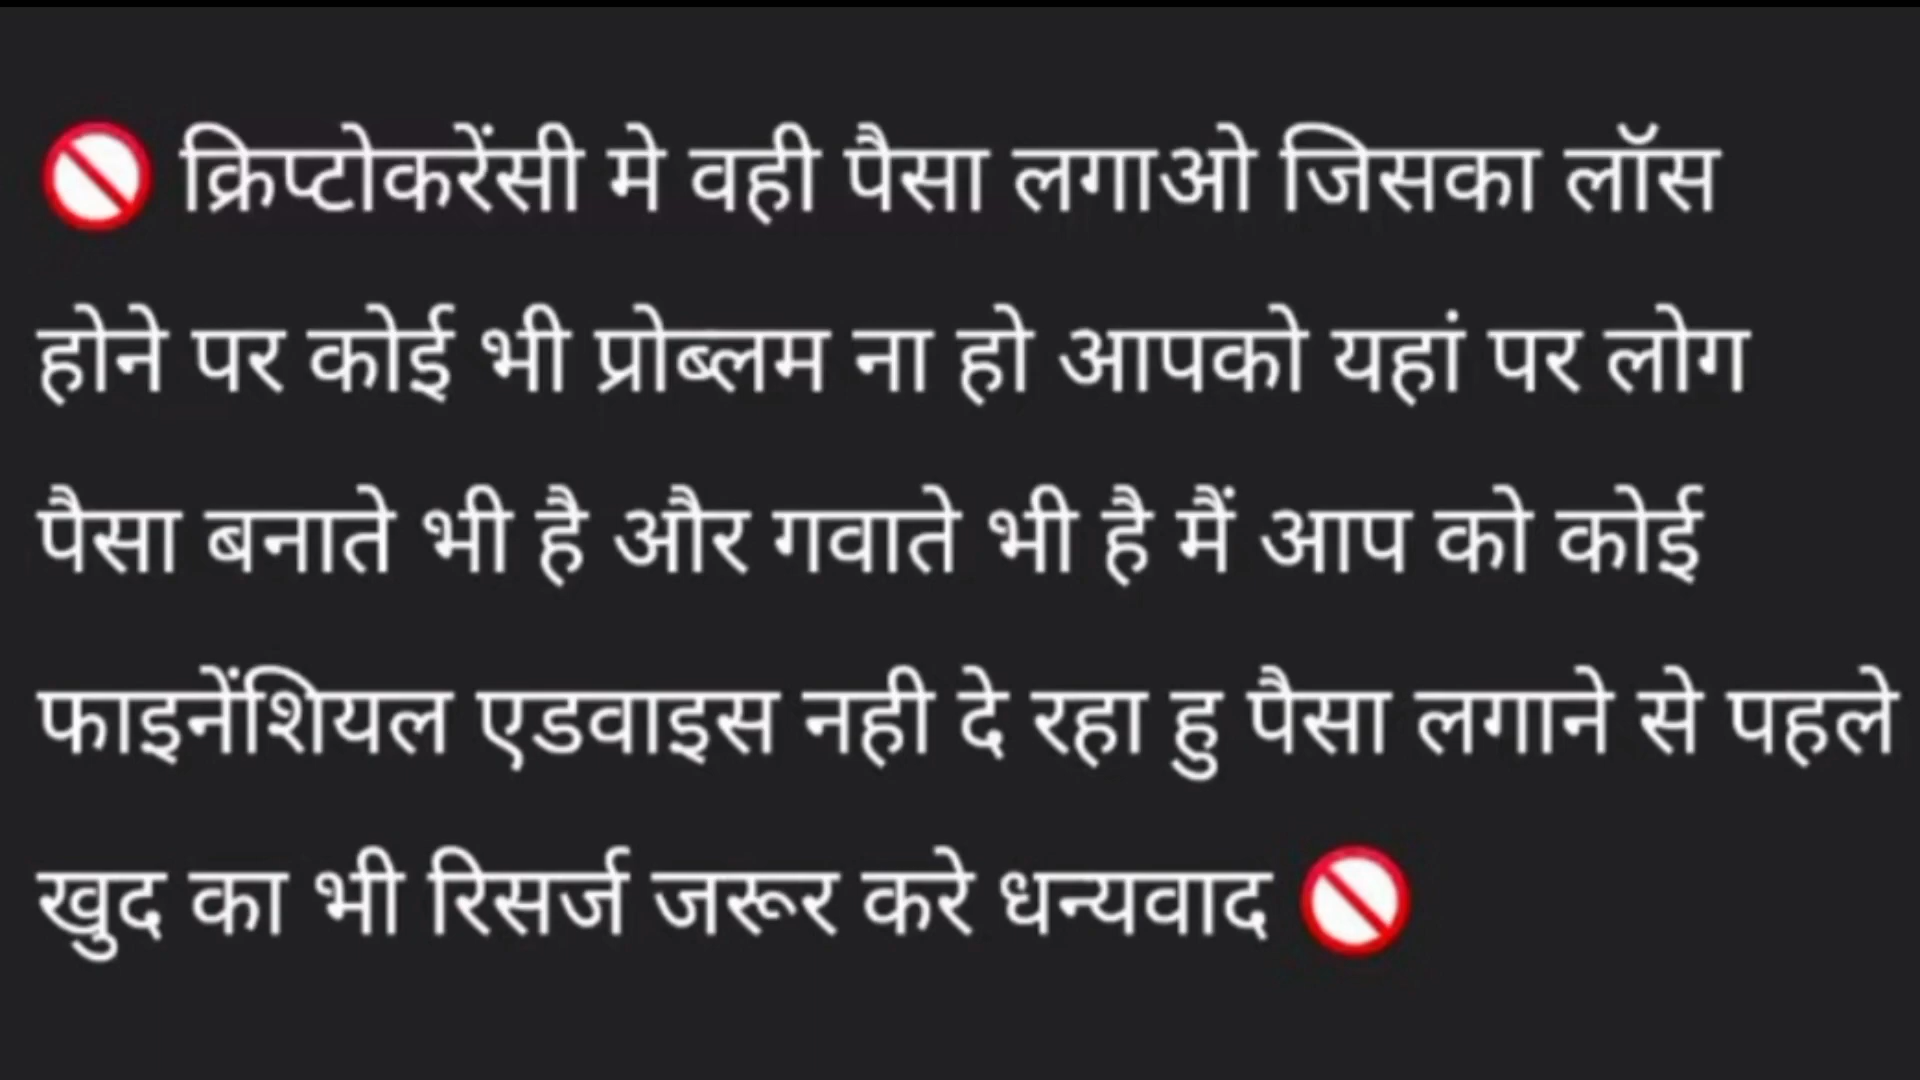 🚫 क्रिप्टोकरेंसी मे वही पैसा लगाओ जिसका लॉस
होने पर कोई भी प्रोब्लम ना हो आपको यहां पर लोग
पैसा बनाते भी है और गवाते भी है मैं आप को कोई
फाइनेंशियल एडवाइस नही दे रहा हु पैसा लगाने से पहले
खुद का भी रिसर्ज जरूर करे धन्यवाद 🚫